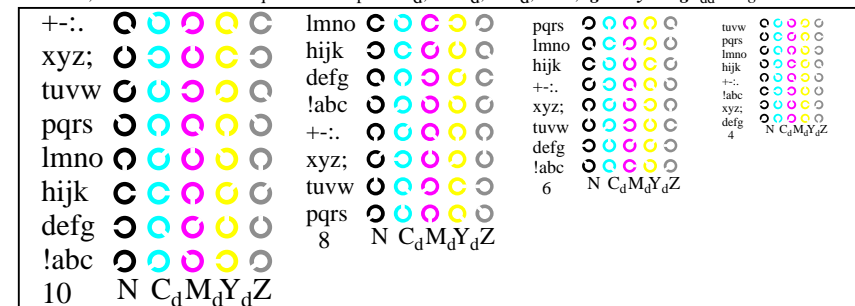 +-:.
xyz;
tuvw
pqrs
lmno
hijk
defg
!abc
10 N CdMdYdZ
lmno
hijk
defg
!abc
+-:.
xyz;
tuvw
pqrs
8 N CdMdYdZ
pqrs
lmno
hijk
+-:.
xyz;
tuvw
defg
!abc
6 N CdMdYdZ
tuvw
pqrs
lmno
hijk
+-:.
!abc
xyz;
defg
4 N CdMdYdZ